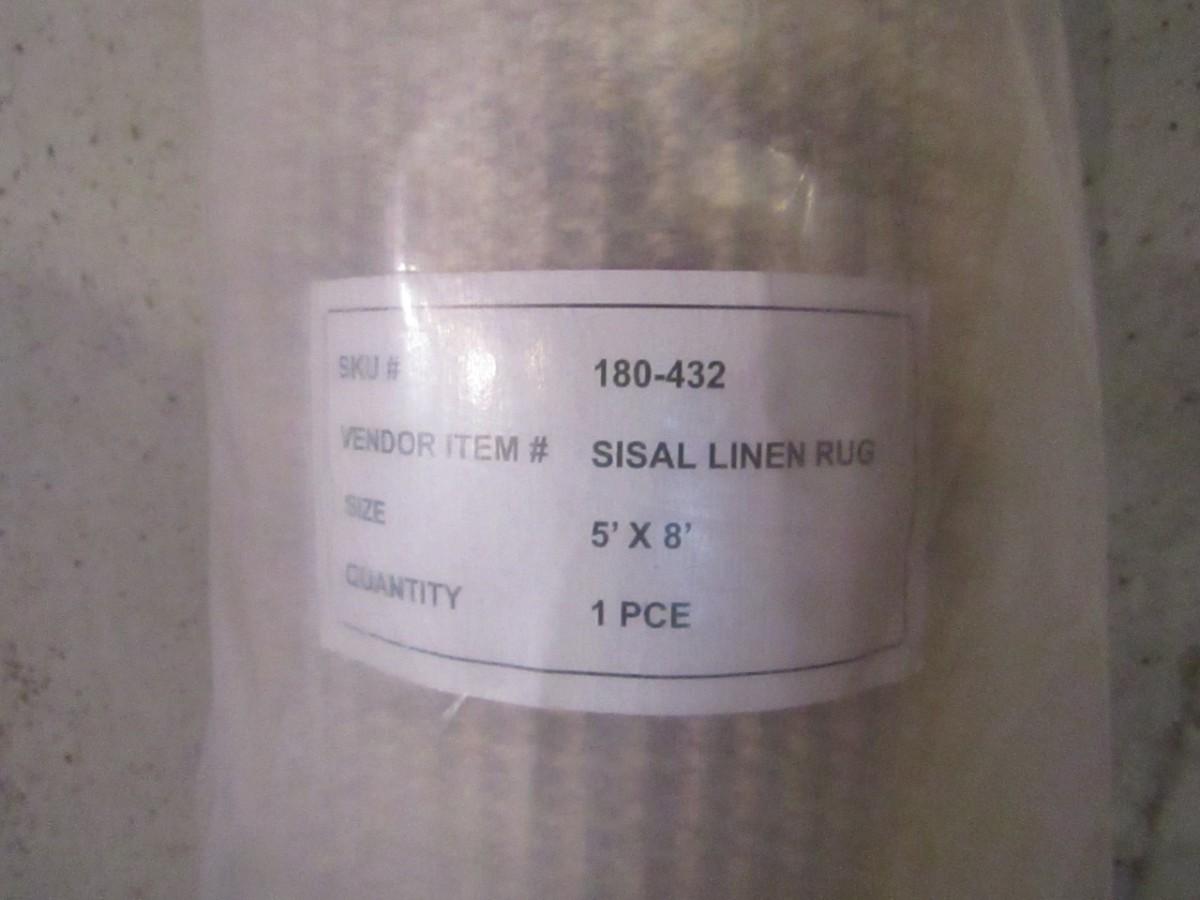 SKU # 180-432
VENDOR ITEM # SISAL LINEN RUG
SIZE 5’ X 8’
QUANTITY 1 PCE